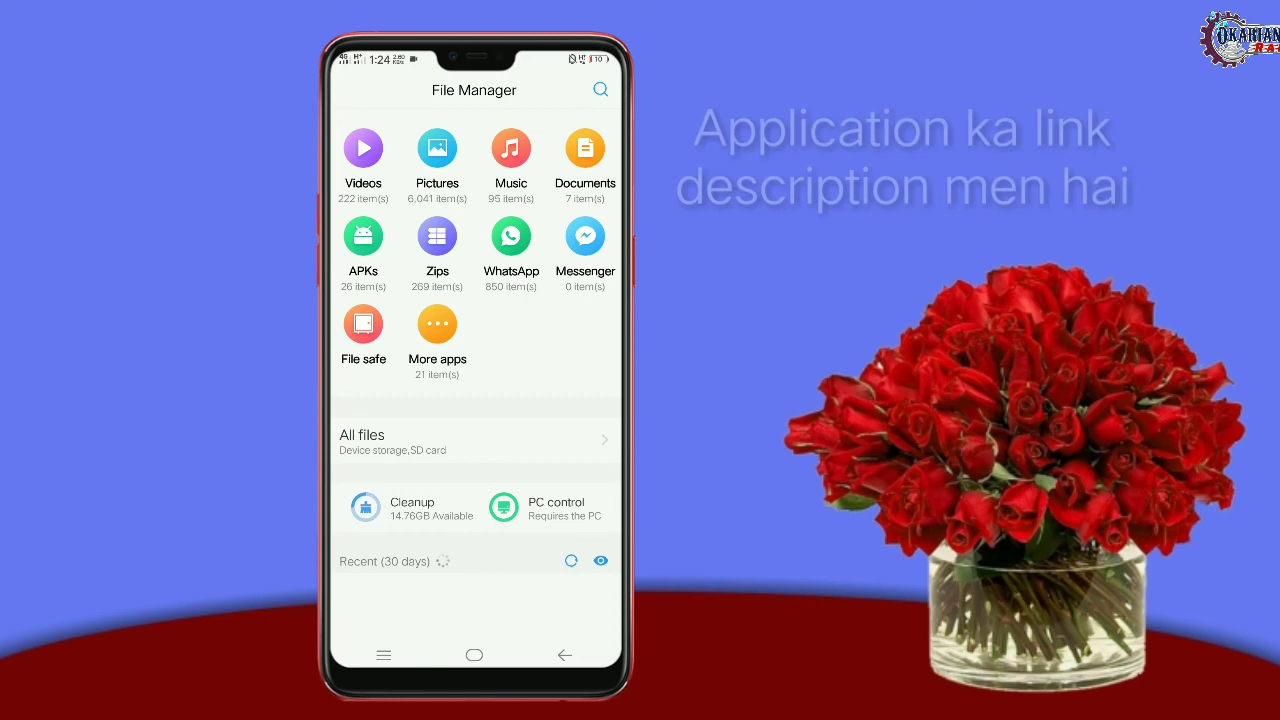 1:24
File Manager
Videos
222 item(s)
Pictures
6,041 item(s)
Music
95 item(s)
Documents
7 item(s)
APKs
26 item(s)
Zips
269 item(s)
WhatsApp
850 item(s)
Messenger
0 item(s)
File safe
More apps
21 item(s)
All files
Device storage,SD card
Cleanup
14.76GB Available
PC control
Requires the PC
Recent (30 days)
Application ka link
description men hai